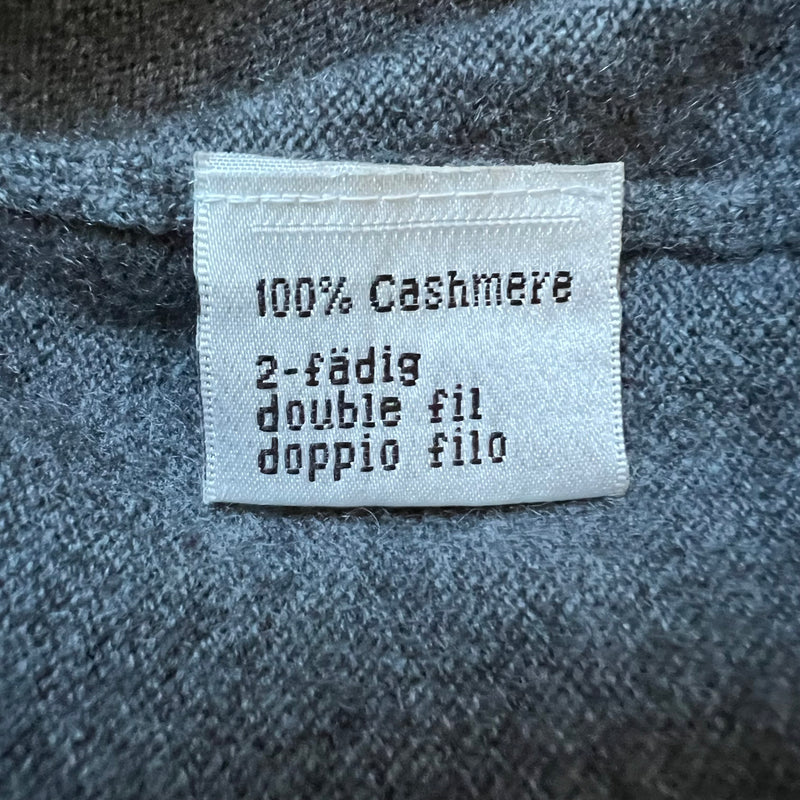 100% Cashmere
2-fädig
double fil
doppio filo